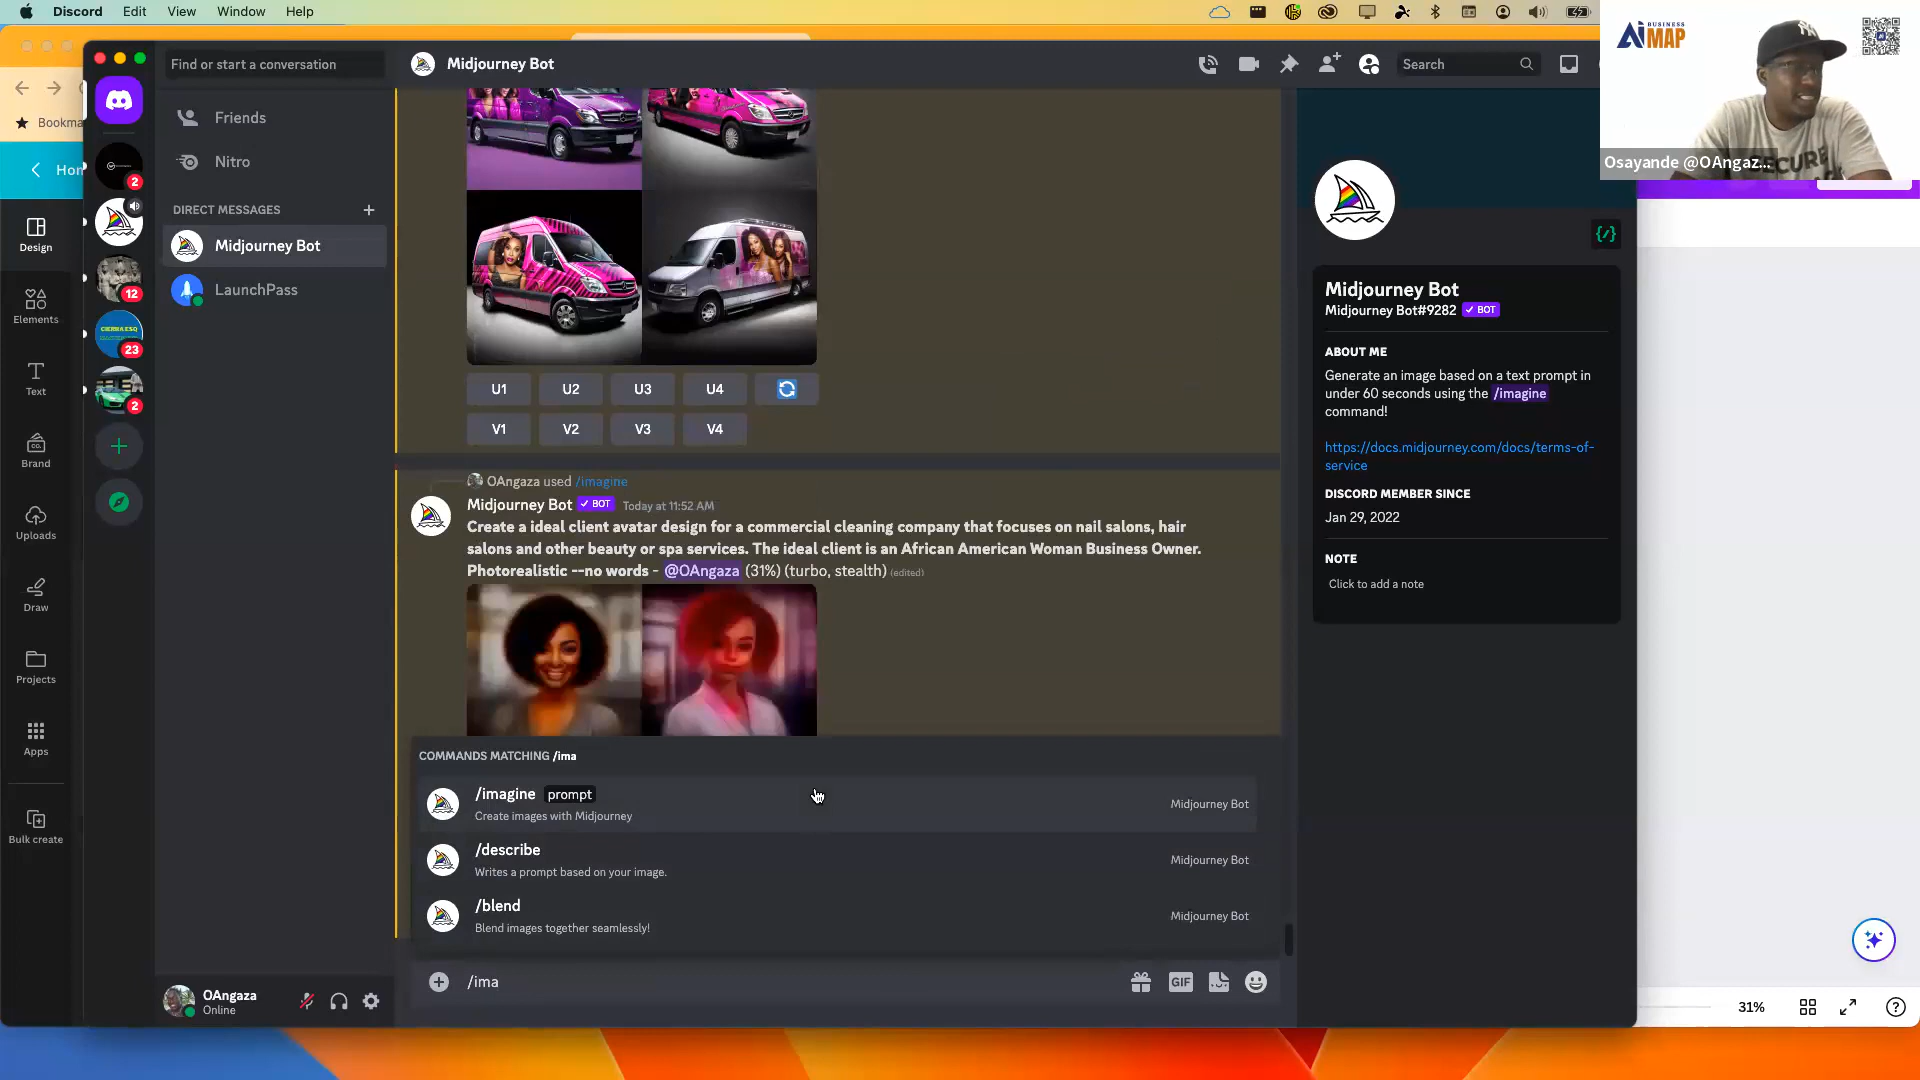 Discord Edit View Window Help
BUSINESS
AI MAP
Osayande @OAngaz...
Find or start a conversation
Midjourney Bot
Search
Bookma
Friends
Nitro
Hom
DIRECT MESSAGES
Midjourney Bot
LaunchPass
2
12
CIERRA.ESQ
23
2
Design
Elements
Text
Brand
Uploads
Draw
Projects
Apps
Bulk create
U1 U2 U3 U4
V1 V2 V3 V4
OAngaza used /imagine
Midjourney Bot ✓ BOT Today at 11:52 AM
Create a ideal client avatar design for a commercial cleaning company that focuses on nail salons, hair
salons and other beauty or spa services. The ideal client is an African American Woman Business Owner.
Photorealistic --no words - @OAngaza (31%) (turbo, stealth) (edited)
COMMANDS MATCHING /ima
/imagine prompt
Create images with Midjourney
Midjourney Bot
/describe
Writes a prompt based on your image.
Midjourney Bot
/blend
Blend images together seamlessly!
Midjourney Bot
/ima
GIF
OAngaza
Online
Midjourney Bot
Midjourney Bot#9282 ✓ BOT
ABOUT ME
Generate an image based on a text prompt in
under 60 seconds using the /imagine
command!
https://docs.midjourney.com/docs/terms-of-
service
DISCORD MEMBER SINCE
Jan 29, 2022
NOTE
Click to add a note
31%